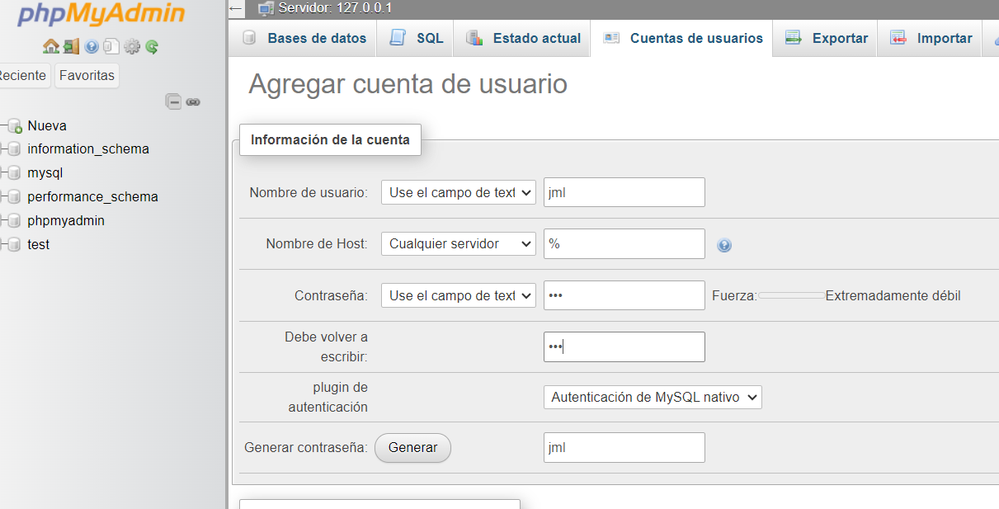 phpMyAdmin
Reciente Favoritas
Nueva
information_schema
mysql
performance_schema
phpmyadmin
test
Servidor: 127.0.0.1
Bases de datos SQL Estado actual Cuentas de usuarios Exportar Importar
Agregar cuenta de usuario
Información de la cuenta
Nombre de usuario: Use el campo de text jml
Nombre de Host: Cualquier servidor %
Contraseña: Use el campo de text ••• Fuerza: Extremadamente débil
Debe volver a
escribir: •••
plugin de
autenticación Autenticación de MySQL nativo
Generar contraseña: Generar jml